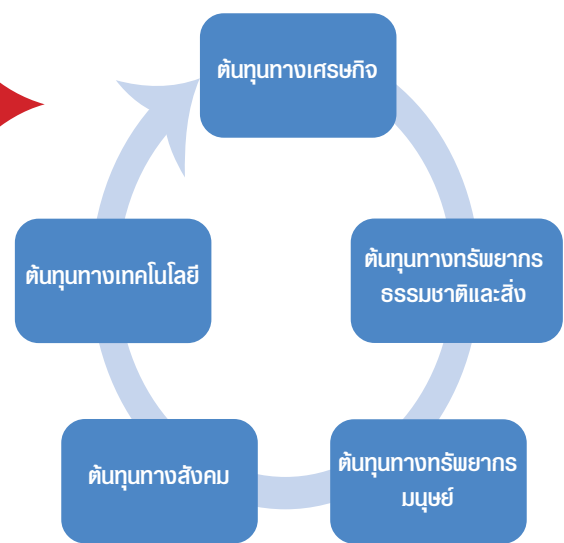 ต้นทุนทางเศรษกิจ
ต้นทุนทางทรัพยากร
ธรรมชาติและสิ่ง
ต้นทุนทางทรัพยากร
มนุษย์
ต้นทุนทางสังคม
ต้นทุนทางเทคโนโลยี